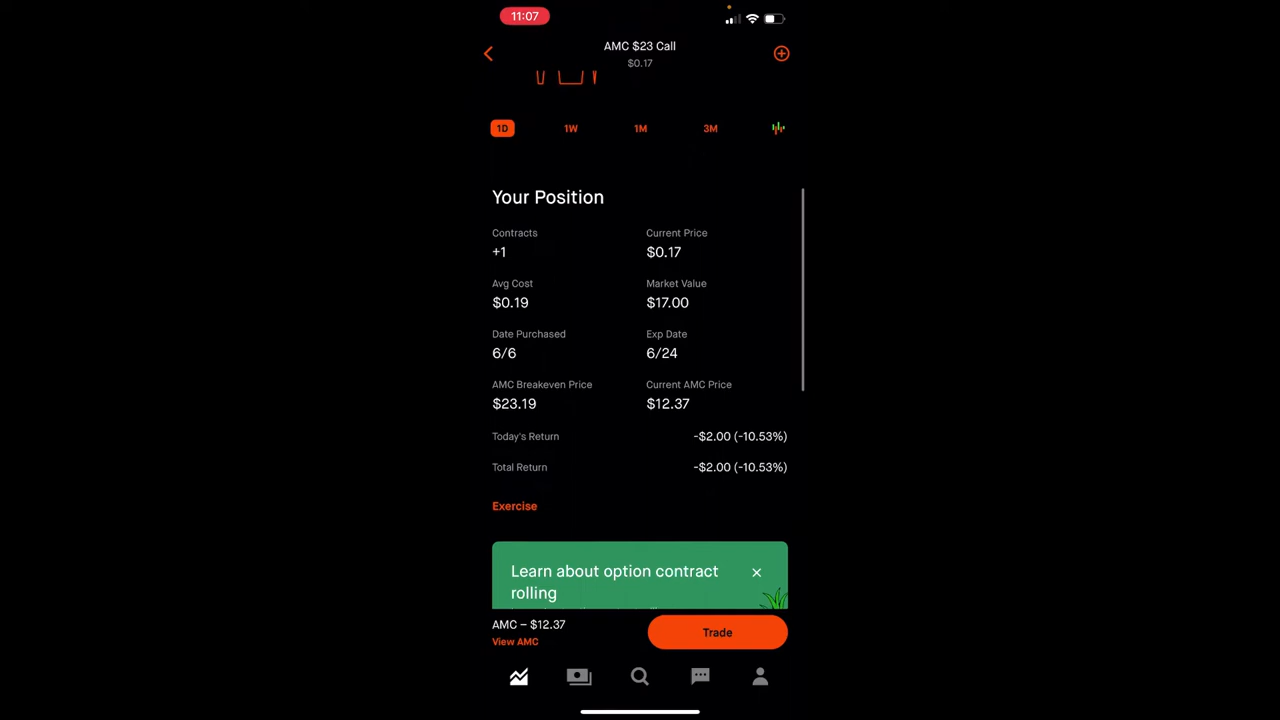 11:07
AMC $23 Call
$0.17
1D 1W 1M 3M
Your Position
Contracts Current Price
+1 $0.17
Avg Cost Market Value
$0.19 $17.00
Date Purchased Exp Date
6/6 6/24
AMC Breakeven Price Current AMC Price
$23.19 $12.37
Today's Return -$2.00 (-10.53%)
Total Return -$2.00 (-10.53%)
Exercise
Learn about option contract
rolling
AMC – $12.37
View AMC
Trade